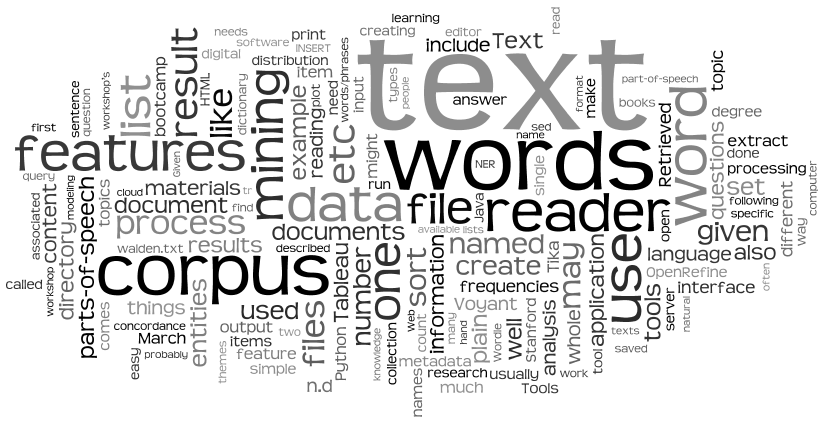 learning
needs
software
INSERT
print
creating
editor
read
digital
include
Text
distribution
item
text
result
HTML
dictionary
like
mining
example
reading
plot
need
words/phrases
input
types
people
answer
format
make
part-of-speech
books
topic
sentence
question
workshop's
list
bootcamp
etc
might
first
features
Given
query
modeling
words
NER
name
sed
single
Retrieved
word
degree
questions
extract
done
processing
set
following
specific
computer
associated
content
directory
topics
parts-of-speech
cloud
materials
tr
document
find
process
data
run
file
Java
reader
open
given
different
way
walden.txt
results
documents
described
available
lists
named
create
Tika
may
use
language
also
OpenRefine
often
called
workshop
corpus
Tableau
number
one
sort
information
frequencies
application
tools
interface
server
natural
things
used
files
Voyant
Web
count
many
hand
plain
Wordle
well
stanford
analysis
whole
tool
texts
saved
comes
concordance
March
easy
probably
entities
output
two
items
feature
simple
themes
Python
knowledge
collection
metadata
research
usually
work
n.d
names
much
Tools